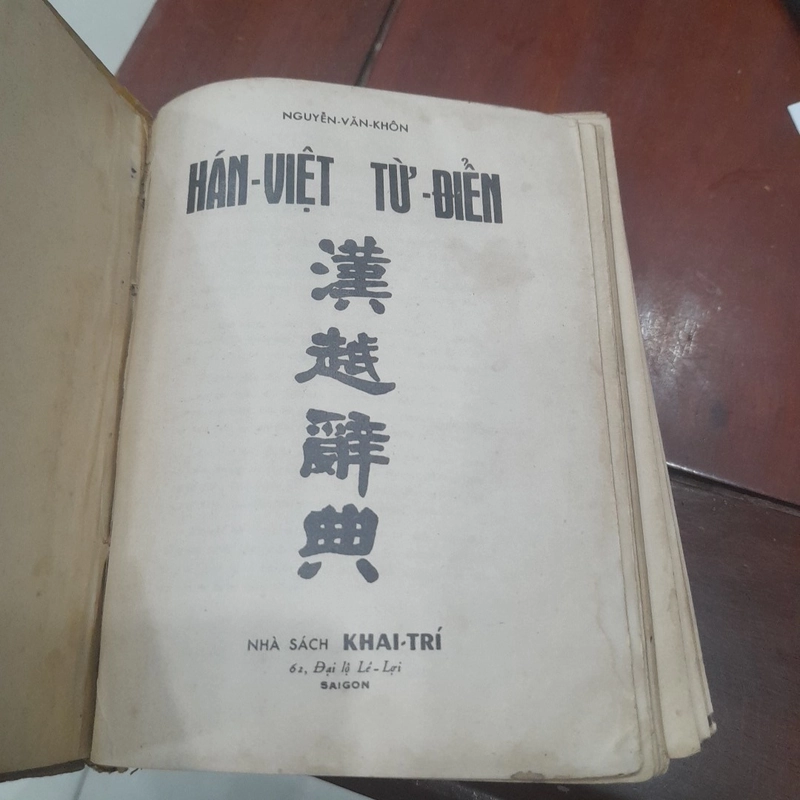 NGUYỄN-VĂN-KHÔN
HÁN-VIỆT TỪ-ĐIỂN
漢
越
辭
典
NHÀ SÁCH KHAI-TRÍ
62, Đại lộ Lê-Lợi
SAIGON